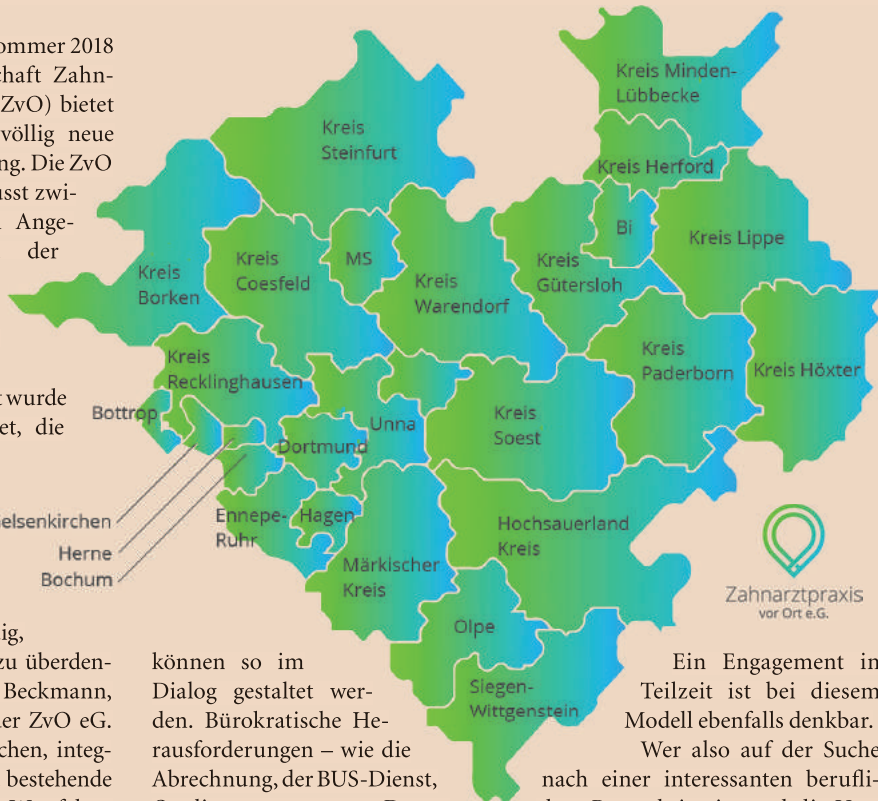 ommer 2018
chaft Zahn-
ZvO) bietet
völlig neue
ng. Die ZvO
usst zwi-
Ange-
der
t wurde
et, die
Kreis Minden-
Lübbecke
Kreis
Steinfurt
Kreis Herford
Bi
Kreis Lippe
Kreis
Borken
Kreis
Coesfeld
MS
Kreis
Warendorf
Kreis
Gütersloh
Kreis
Recklinghausen
Kreis
Paderborn
Kreis Höxter
Bottrop
Dortmund
Unna
Kreis
Soest
elsenkirchen
Herne
Bochum
Ennepe-
Ruhr
Hagen
Hochsauerland
Kreis
Märkischer
Kreis
Olpe
Siegen-
Wittgenstein
Zahnarztpraxis
vor Ort e.G.
ig,
zu überden-
Beckmann,
er ZvO eG.
chen, integ-
bestehende
können so im
Dialog gestaltet wer-
den. Bürokratische He-
rausforderungen – wie die
Abrechnung, der BUS-Dienst,
Ein Engagement in
Teilzeit ist bei diesem
Modell ebenfalls denkbar.
Wer also auf der Suche
nach einer interessanten berufli-